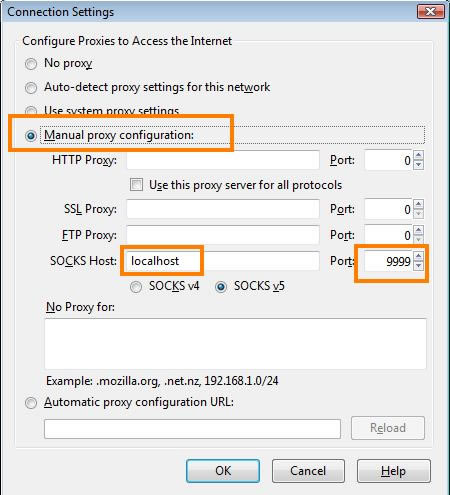 Connection Settings
Configure Proxies to Access the Internet
No proxy
Auto-detect proxy settings for this network
Use system proxy settings
Manual proxy configuration:
HTTP Proxy: Port: 0
Use this proxy server for all protocols
SSL Proxy: Port: 0
FTP Proxy: Port: 0
SOCKS Host: localhost Port: 9999
SOCKS v4 SOCKS v5
No Proxy for:
Example: .mozilla.org, .net.nz, 192.168.1.0/24
Automatic proxy configuration URL:
Reload
OK Cancel Help